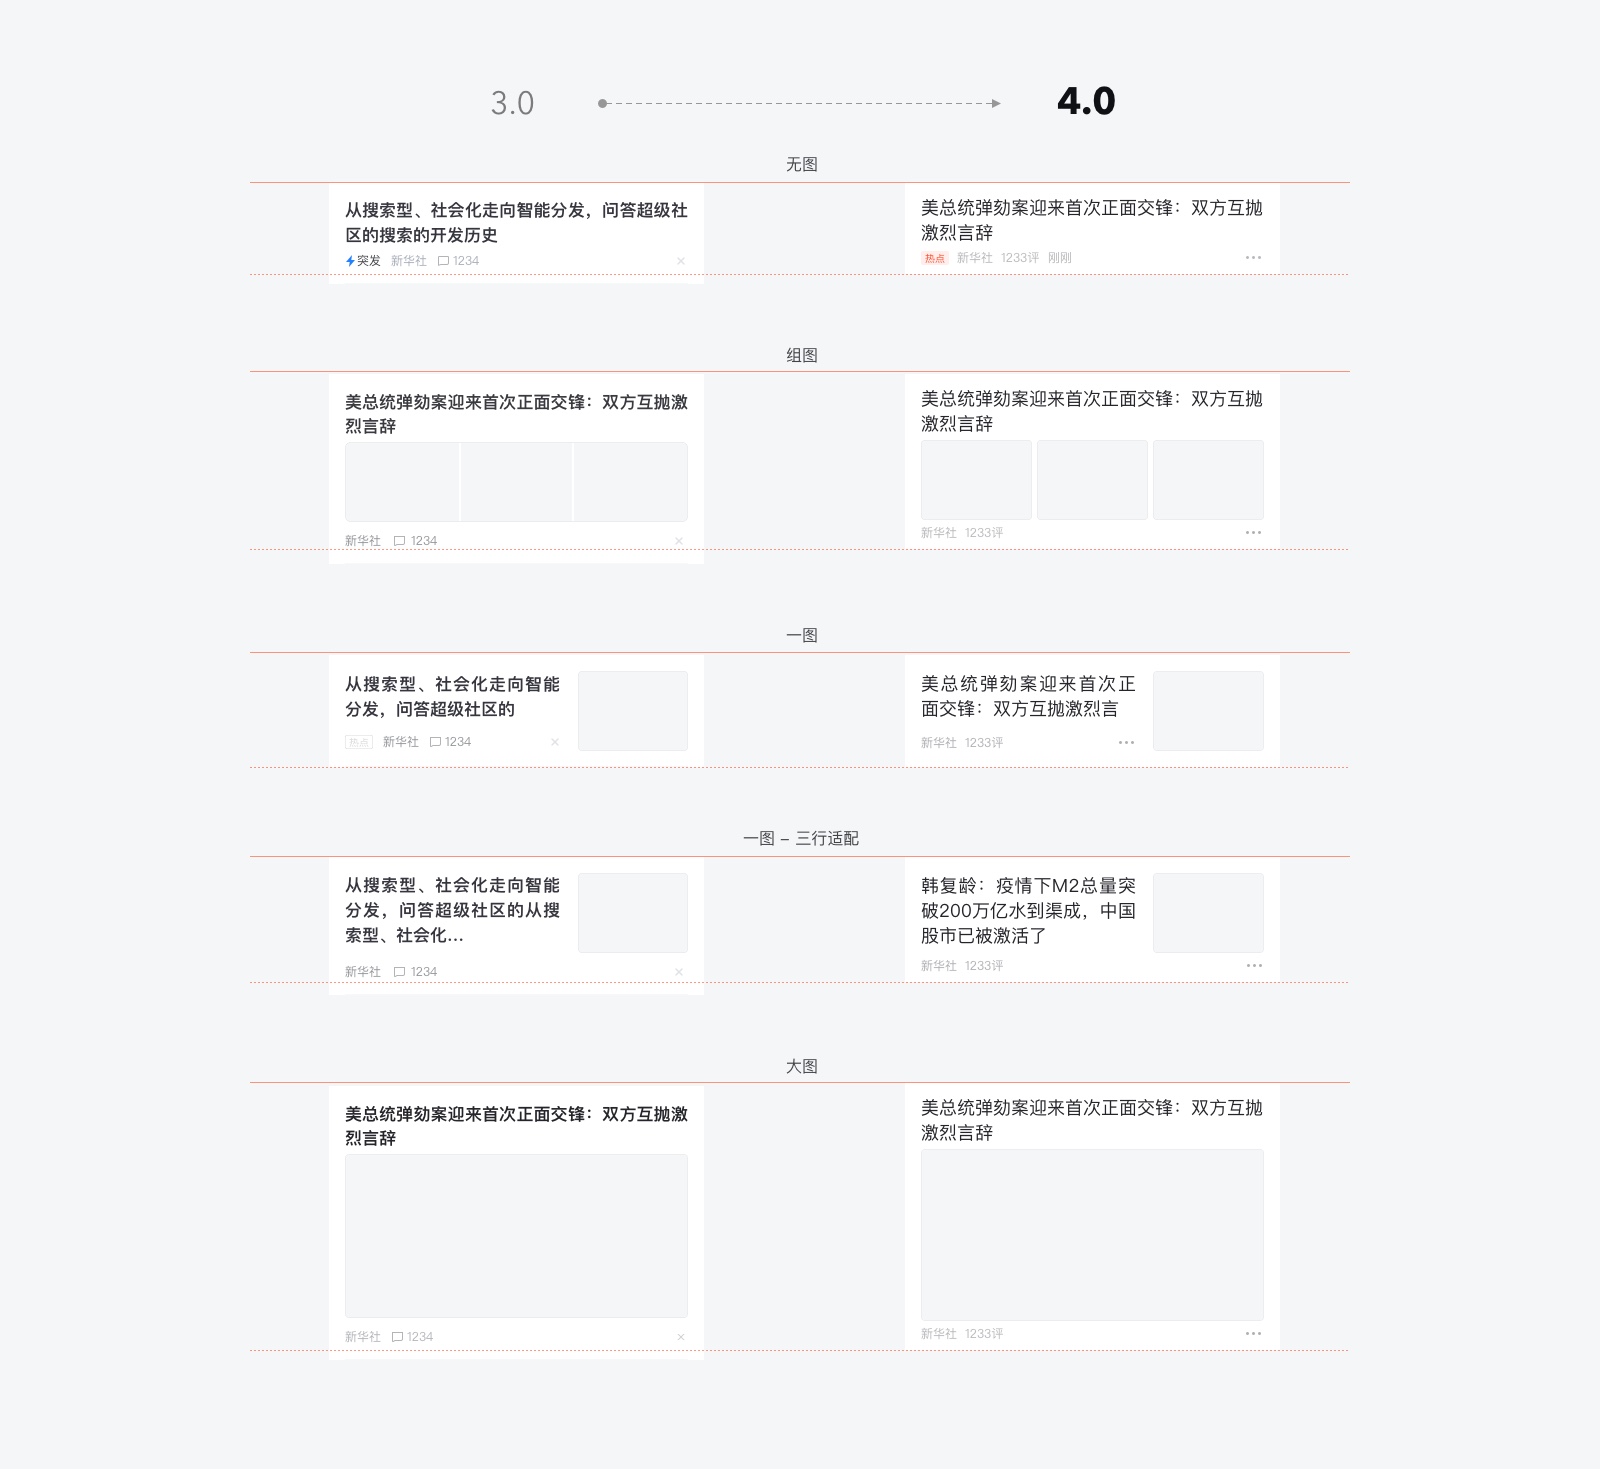 3.0
4.0
无图
从搜索型、社会化走向智能分发，问答超级社
区的搜索的开发历史
突发 新华社 1234
美总统弹劾案迎来首次正面交锋：双方互抛
激烈言辞
热点 新华社 1233评 刚刚
组图
美总统弹劾案迎来首次正面交锋：双方互抛激
烈言辞
新华社 1234
美总统弹劾案迎来首次正面交锋：双方互抛
激烈言辞
新华社 1233评
一图
从搜索型、社会化走向智能
分发，问答超级社区的
热点 新华社 1234
美总统弹劾案迎来首次正
面交锋：双方互抛激烈言
新华社 1233评
一图 – 三行适配
从搜索型、社会化走向智能
分发，问答超级社区的从搜
索型、社会化...
新华社 1234
韩复龄：疫情下M2总量突
破200万亿水到渠成，中国
股市已被激活了
新华社 1233评
大图
美总统弹劾案迎来首次正面交锋：双方互抛激
烈言辞
新华社 1234
美总统弹劾案迎来首次正面交锋：双方互抛
激烈言辞
新华社 1233评